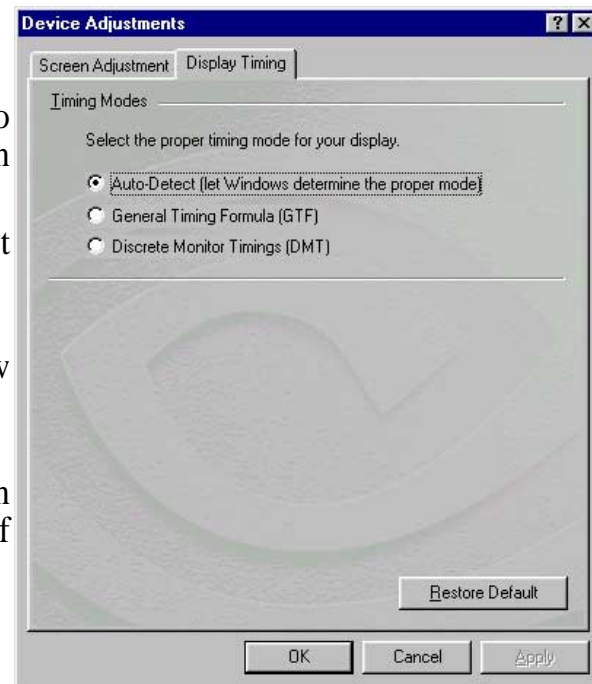 Device Adjustments
Screen Adjustment Display Timing
Timing Modes
Select the proper timing mode for your display.
Auto-Detect (let Windows determine the proper mode)
General Timing Formula (GTF)
Discrete Monitor Timings (DMT)
Restore Default
OK Cancel Apply